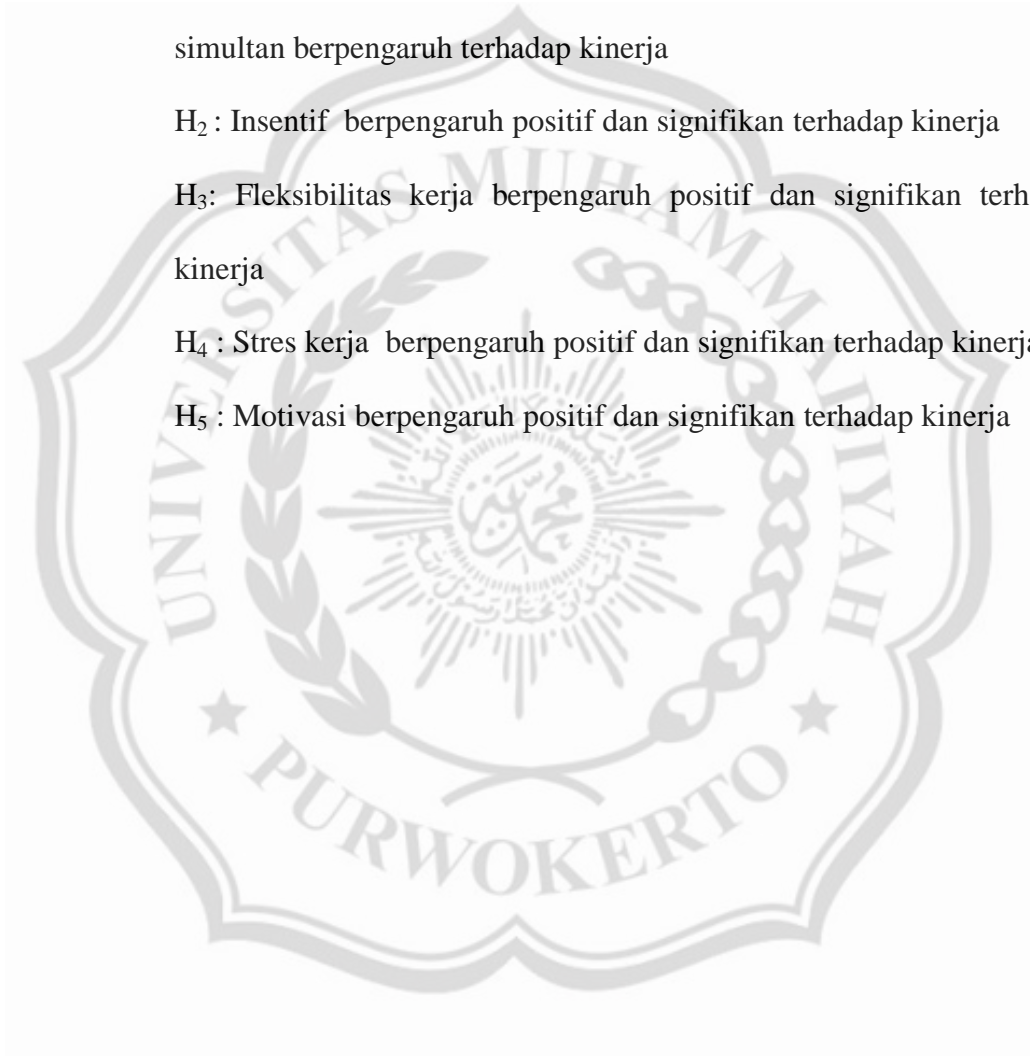 simultan berpengaruh terhadap kinerja
H₂ : Insentif berpengaruh positif dan signifikan terhadap kinerja
H₃: Fleksibilitas kerja berpengaruh positif dan signifikan terh
kinerja
H₄ : Stres kerja berpengaruh positif dan signifikan terhadap kinerja
H₅ : Motivasi berpengaruh positif dan signifikan terhadap kinerja
UNIVERSITAS MUHAMMADIYAH
PURWOKERTO